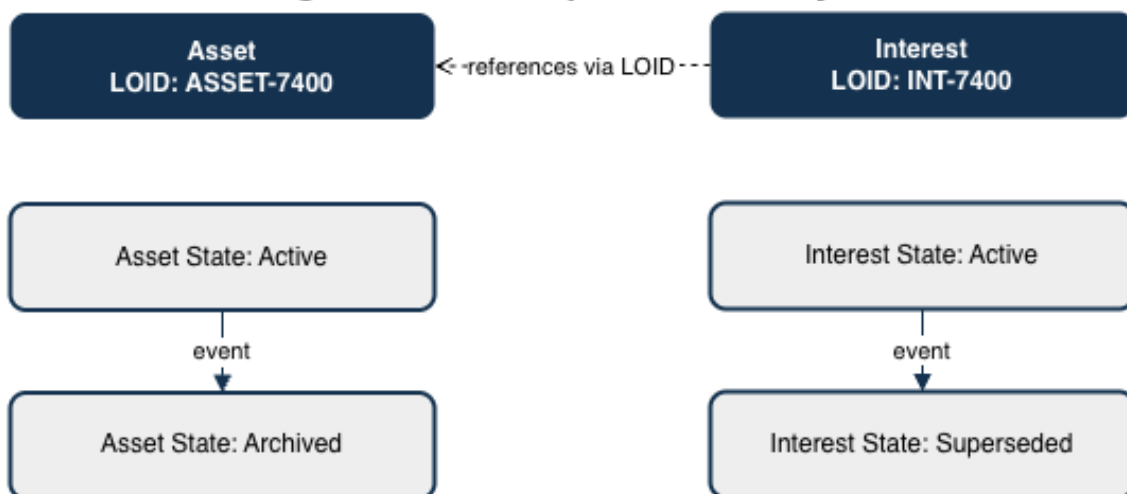 Asset
LOID: ASSET-7400
references via LOID
Interest
LOID: INT-7400
Asset State: Active
Interest State: Active
event
event
Asset State: Archived
Interest State: Superseded